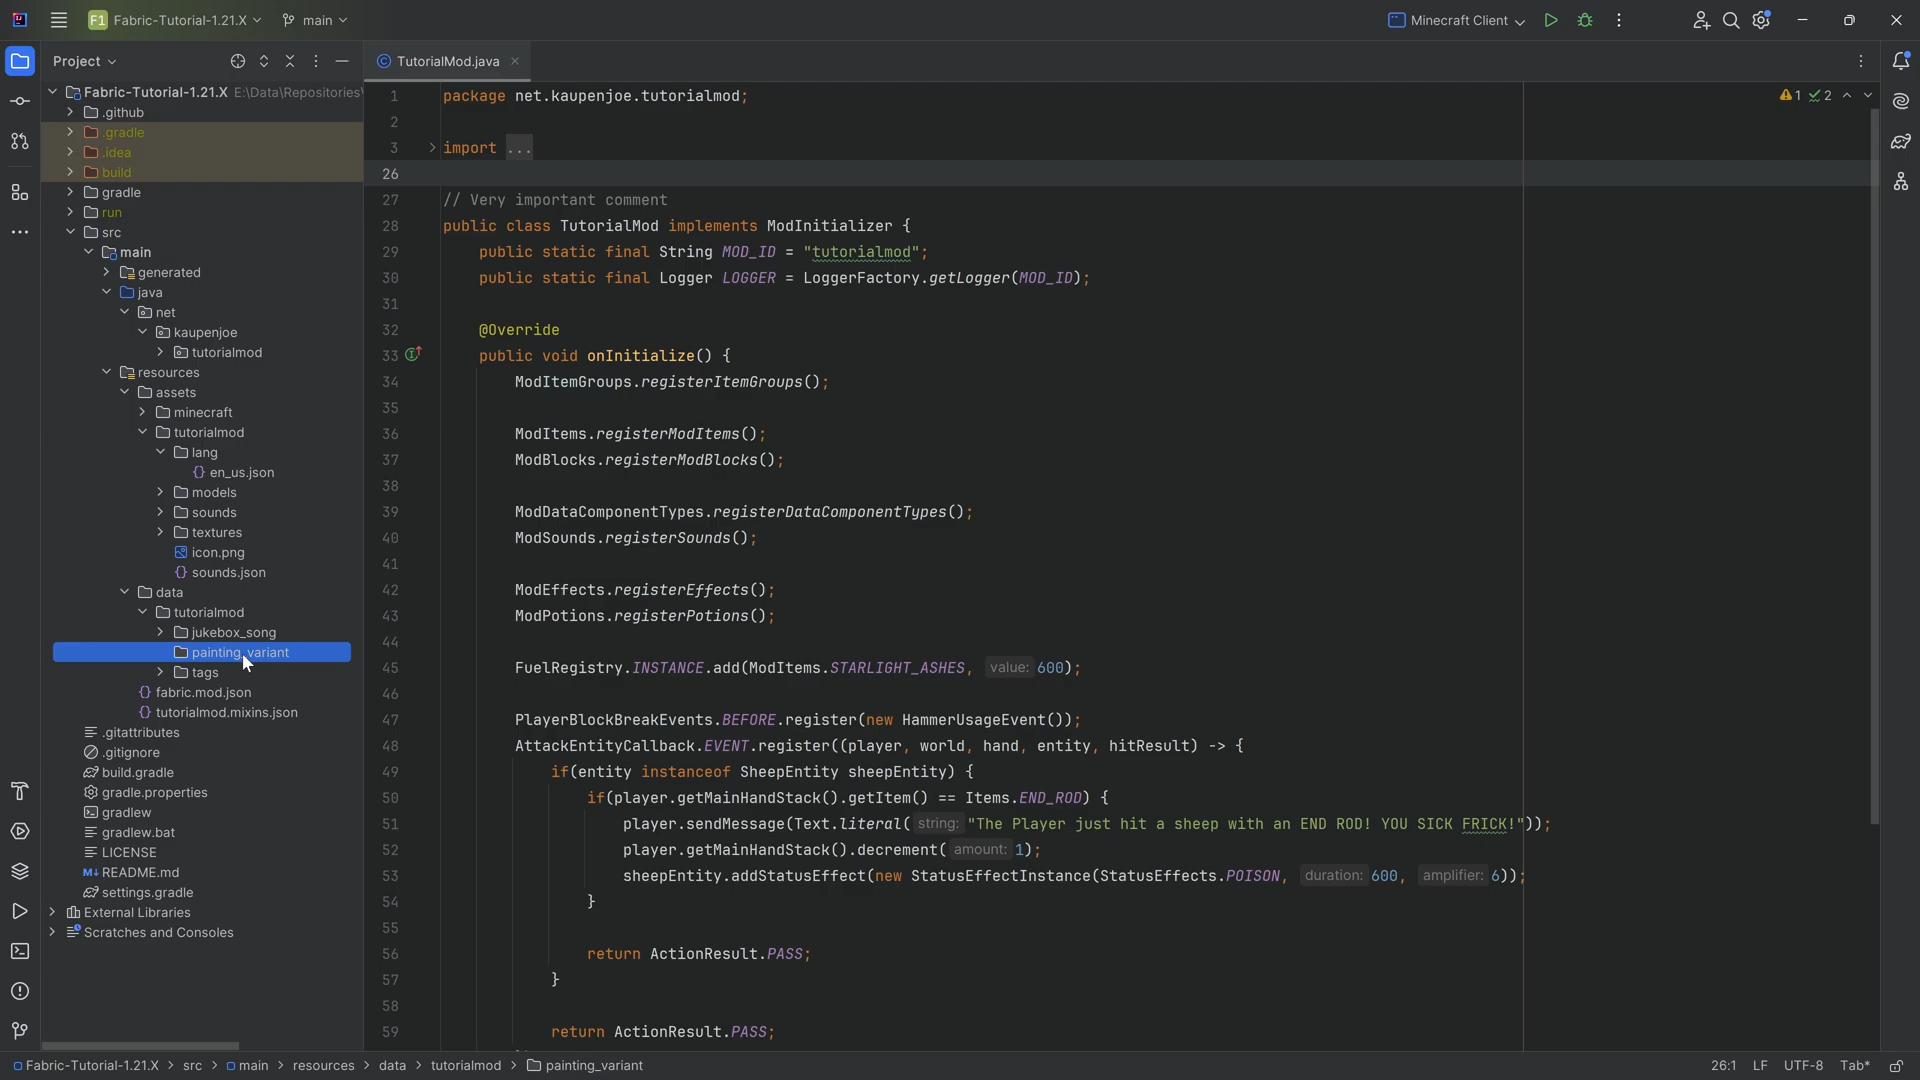 F1 Fabric-Tutorial-1.21.X main Minecraft Client
Project
TutorialMod.java
Fabric-Tutorial-1.21.X E:\Data\Repositories\
.github
.gradle
.idea
build
gradle
run
src
main
generated
java
net
kaupenjoe
tutorialmod
resources
assets
minecraft
tutorialmod
lang
en_us.json
models
sounds
textures
icon.png
sounds.json
data
tutorialmod
jukebox_song
painting_variant
tags
fabric.mod.json
tutorialmod.mixins.json
.gitattributes
.gitignore
build.gradle
gradle.properties
gradlew
gradlew.bat
LICENSE
M↓ README.md
settings.gradle
External Libraries
Scratches and Consoles
1 package net.kaupenjoe.tutorialmod;
1 2
2
3 import ...
26
27 // Very important comment
28 public class TutorialMod implements ModInitializer {
29 public static final String MOD_ID = "tutorialmod";
30 public static final Logger LOGGER = LoggerFactory.getLogger(MOD_ID);
31
32 @Override
33 public void onInitialize() {
34 ModItemGroups.registerItemGroups();
35
36 ModItems.registerModItems();
37 ModBlocks.registerModBlocks();
38
39 ModDataComponentTypes.registerDataComponentTypes();
40 ModSounds.registerSounds();
41
42 ModEffects.registerEffects();
43 ModPotions.registerPotions();
44
45 FuelRegistry.INSTANCE.add(ModItems.STARLIGHT_ASHES, value: 600);
46
47 PlayerBlockBreakEvents.BEFORE.register(new HammerUsageEvent());
48 AttackEntityCallback.EVENT.register((player, world, hand, entity, hitResult) -> {
49 if(entity instanceof SheepEntity sheepEntity) {
50 if(player.getMainHandStack().getItem() == Items.END_ROD) {
51 player.sendMessage(Text.literal( string: "The Player just hit a sheep with an END ROD! YOU SICK FRICK!"));
52 player.getMainHandStack().decrement( amount: 1);
53 sheepEntity.addStatusEffect(new StatusEffectInstance(StatusEffects.POISON, duration: 600, amplifier: 6));
54 }
55
56 return ActionResult.PASS;
57 }
58
59 return ActionResult.PASS;
Fabric-Tutorial-1.21.X > src > main > resources > data > tutorialmod > painting_variant
26:1 LF UTF-8 Tab*